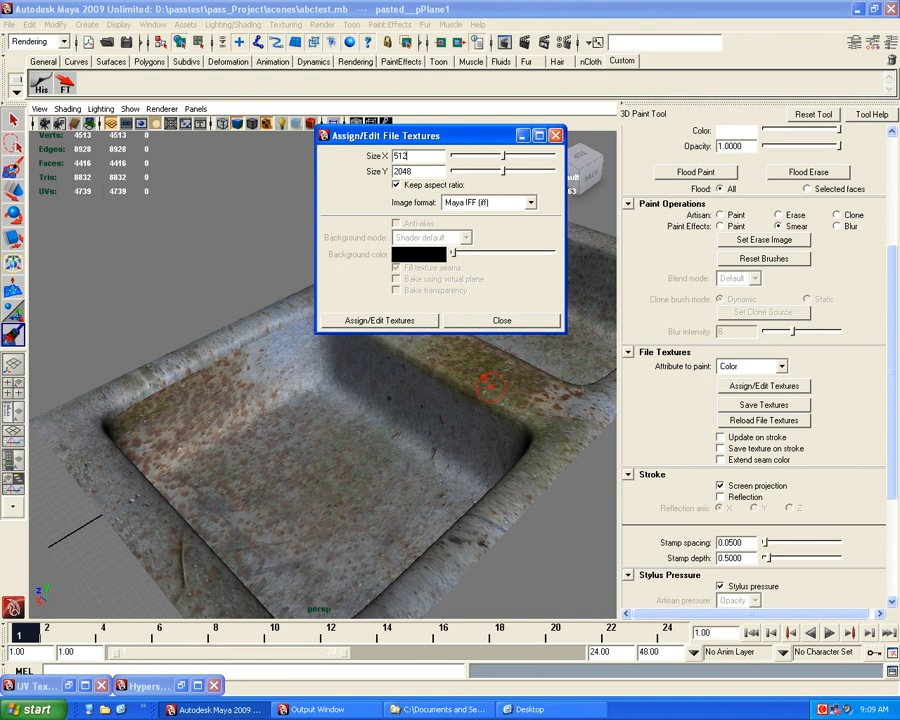 Autodesk Maya 2009 Unlimited: D:\passtest\pass_Project\scenes\abctest.mb --- pasted__pPlane1
File Edit Modify Create Display Window Assets Lighting/Shading Texturing Render Toon Paint Effects Fur Muscle Help
Rendering
General Curves Surfaces Polygons Subdivs Deformation Animation Dynamics Rendering PaintEffects Toon Muscle Fluids Fur Hair nCloth Custom
His FT
View Shading Lighting Show Renderer Panels
Verts: 4513 4513 0
Edges: 8928 8928 0
Faces: 4416 4416 0
Tris: 8832 8832 0
UVs: 4739 4739 0
persp
Assign/Edit File Textures
Size X 512
Size Y 2048
Keep aspect ratio:
Image format: Maya IFF (iff)
Anti-alias
Background mode: Shader default
Background color
Fill texture seams
Bake using virtual plane
Bake transparency
Assign/Edit Textures Close
3D Paint Tool Reset Tool Tool Help
Color:
Opacity: 1.0000
Flood Paint Flood Erase
Flood: All Selected faces
Paint Operations
Artisan: Paint Erase Clone
Paint Effects: Paint Smear Blur
Set Erase Image
Reset Brushes
Blend mode: Default
Clone brush mode: Dynamic Static
Set Clone Source
Blur intensity: 8
File Textures
Attribute to paint: Color
Assign/Edit Textures
Save Textures
Reload File Textures
Update on stroke
Save texture on stroke
Extend seam color
Stroke
Screen projection
Reflection
Reflection axis: X Y Z
Stamp spacing: 0.0500
Stamp depth: 0.5000
Stylus Pressure
Stylus pressure
Artisan pressure: Opacity
1 2 4 6 8 10 12 14 16 18 20 22 24 1.00
1.00 1.00 1 24 24.00 48.00 No Anim Layer No Character Set
MEL
UV Tex... Hypers...
start Autodesk Maya 2009 ... Output Window C:\Documents and Se... Desktop 9:09 AM